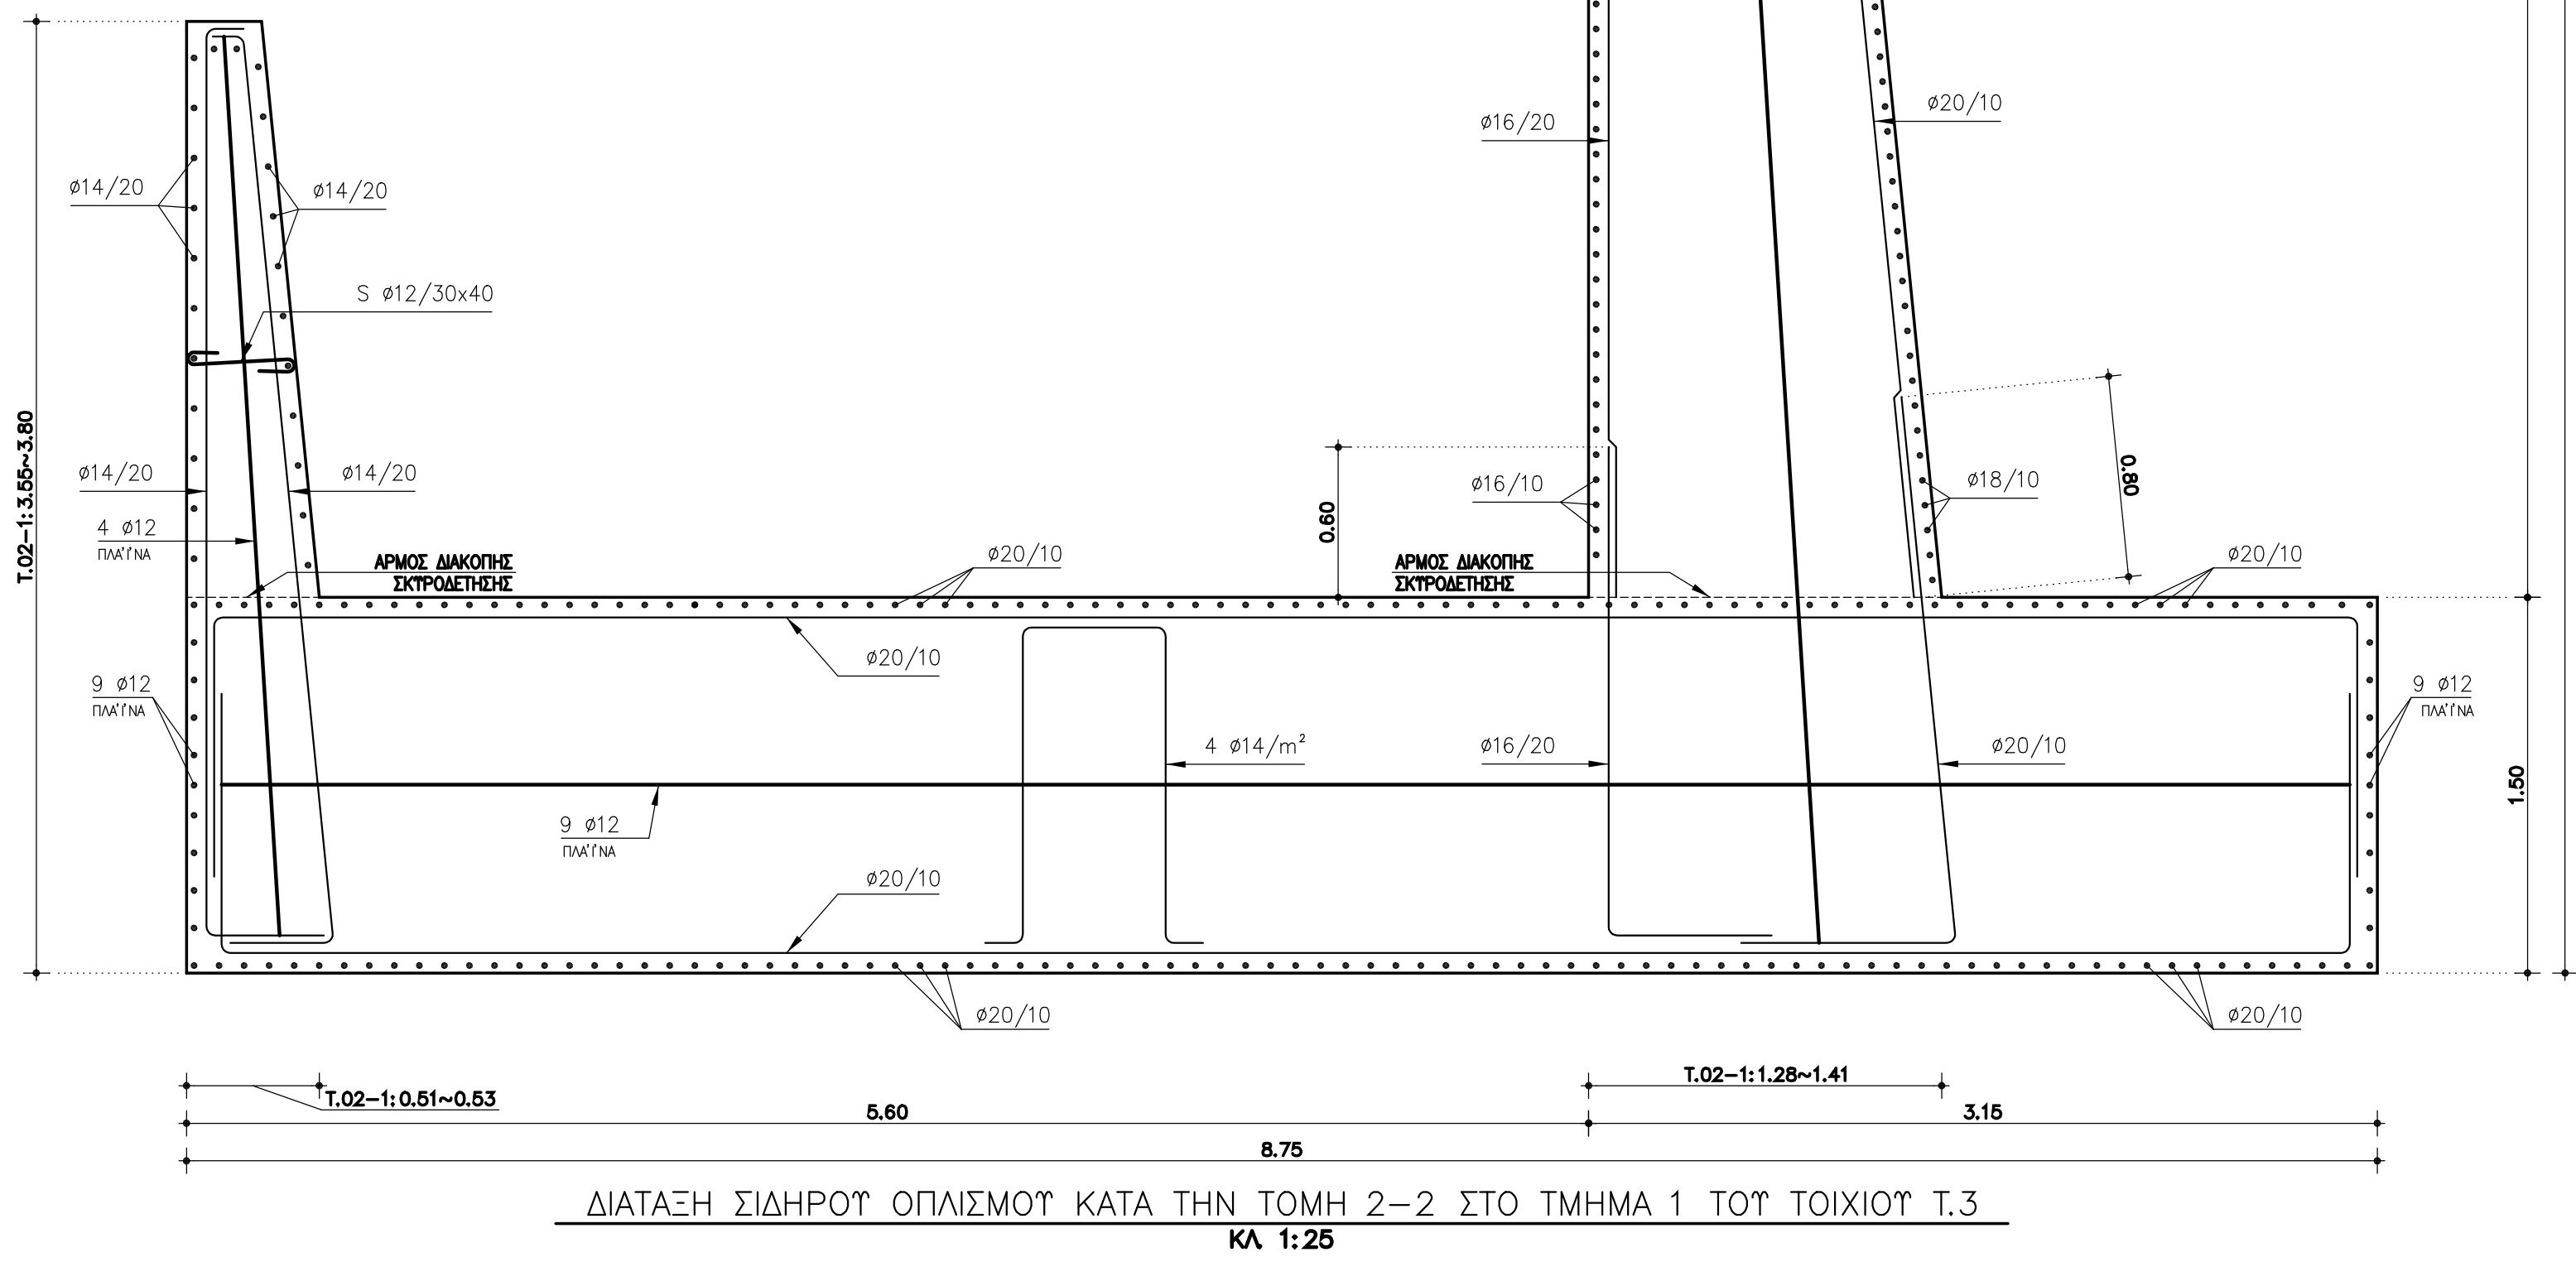 ø20/10
ø16/20
ø14/20
ø14/20
S ø12/30x40
T.02-1:3.55~3.80
ø14/20
ø14/20
0.80
ø16/10
ø18/10
0.60
4 ø12
ΠΛΑΪΝΑ
ΑΡΜΟΣ ΔΙΑΚΟΠΗΣ
ΣΚΥΡΟΔΕΤΗΣΗΣ
ø20/10
ΑΡΜΟΣ ΔΙΑΚΟΠΗΣ
ΣΚΥΡΟΔΕΤΗΣΗΣ
ø20/10
ø20/10
9 ø12
ΠΛΑΪΝΑ
9 ø12
ΠΛΑΪΝΑ
4 ø14/m²
ø16/20
ø20/10
1.50
9 ø12
ΠΛΑΪΝΑ
ø20/10
ø20/10
ø20/10
T.02-1:0.51~0.53
T.02-1:1.28~1.41
5.60
3.15
8.75
ΔΙΑΤΑΞΗ ΣΙΔΗΡΟΥ ΟΠΛΙΣΜΟΥ ΚΑΤΑ ΤΗΝ ΤΟΜΗ 2-2 ΣΤΟ ΤΜΗΜΑ 1 ΤΟΥ ΤΟΙΧΙΟΥ Τ.3
ΚΛ. 1:25